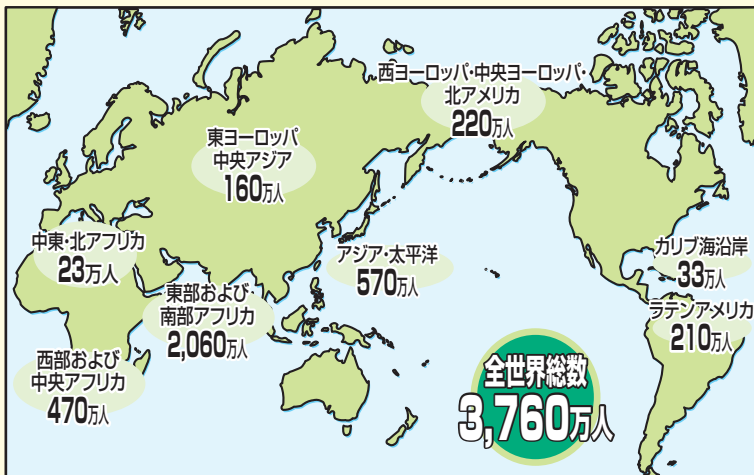 西ヨーロッパ・中央ヨーロッパ・
北アメリカ
220万人
東ヨーロッパ
中央アジア
160万人
中東・北アフリカ
23万人
アジア・太平洋
570万人
カリブ海沿岸
33万人
東部および・
南部アフリカ
2,060万人
ラテンアメリカ
210万人
西部および
中央アフリカ
470万人
全世界総数
3,760万人